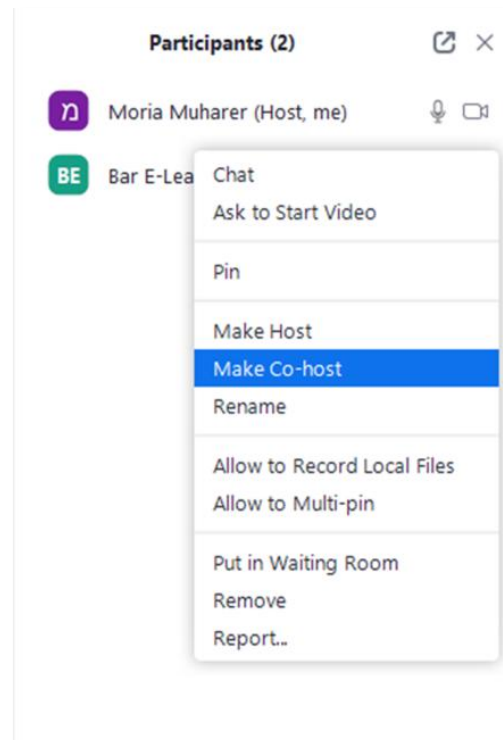 Participants (2)
מ Moria Muharer (Host, me)
BE Bar E-Lea
Chat
Ask to Start Video
Pin
Make Host
Make Co-host
Rename
Allow to Record Local Files
Allow to Multi-pin
Put in Waiting Room
Remove
Report...